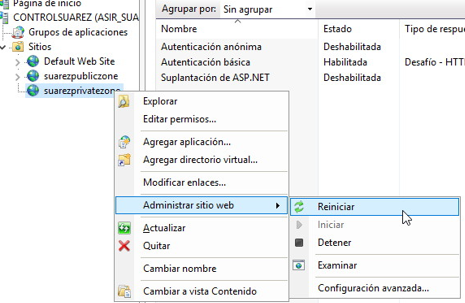 Página de inicio
CONTROLSUAREZ (ASIR_SUA
Grupos de aplicaciones
Sitios
Default Web Site
suarezpubliczone
suarezprivatezone
Agrupar por: Sin agrupar
Nombre Estado Tipo de respue
Autenticación anónima Deshabilitada
Autenticación básica Habilitada Desafío - HTTI
Suplantación de ASP.NET Deshabilitada
Explorar
Editar permisos...
Agregar aplicación...
Agregar directorio virtual...
Modificar enlaces...
Administrar sitio web
Actualizar
Quitar
Cambiar nombre
Cambiar a vista Contenido
Reiniciar
Iniciar
Detener
Examinar
Configuración avanzada...